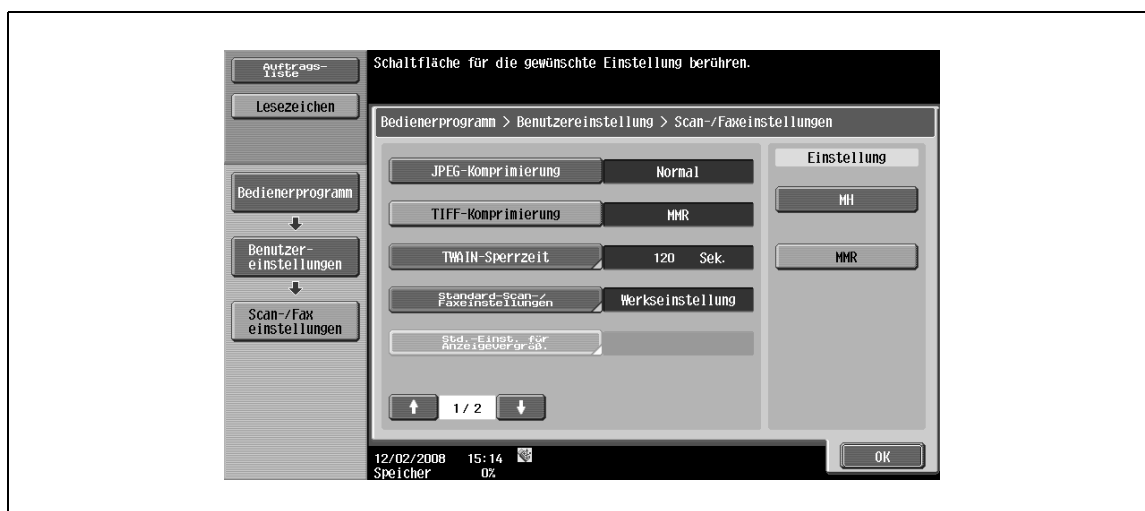 Auftrags-
liste
Lesezeichen
Schaltfläche für die gewünschte Einstellung berühren.
Bedienerprogramm > Benutzereinstellung > Scan-/Faxeinstellungen
Bedienerprogramm
Benutzer-
einstellungen
Scan-/Fax
einstellungen
JPEG-Komprimierung Normal
TIFF-Komprimierung MMR
TWAIN-Sperrzeit 120 Sek.
Standard-Scan-/
Faxeinstellungen
Werkseinstellung
Std.-Einst. für
Anzeigevergröß.
1/ 2
Einstellung
MH
MMR
12/02/2008 15:14
Speicher 0%
OK